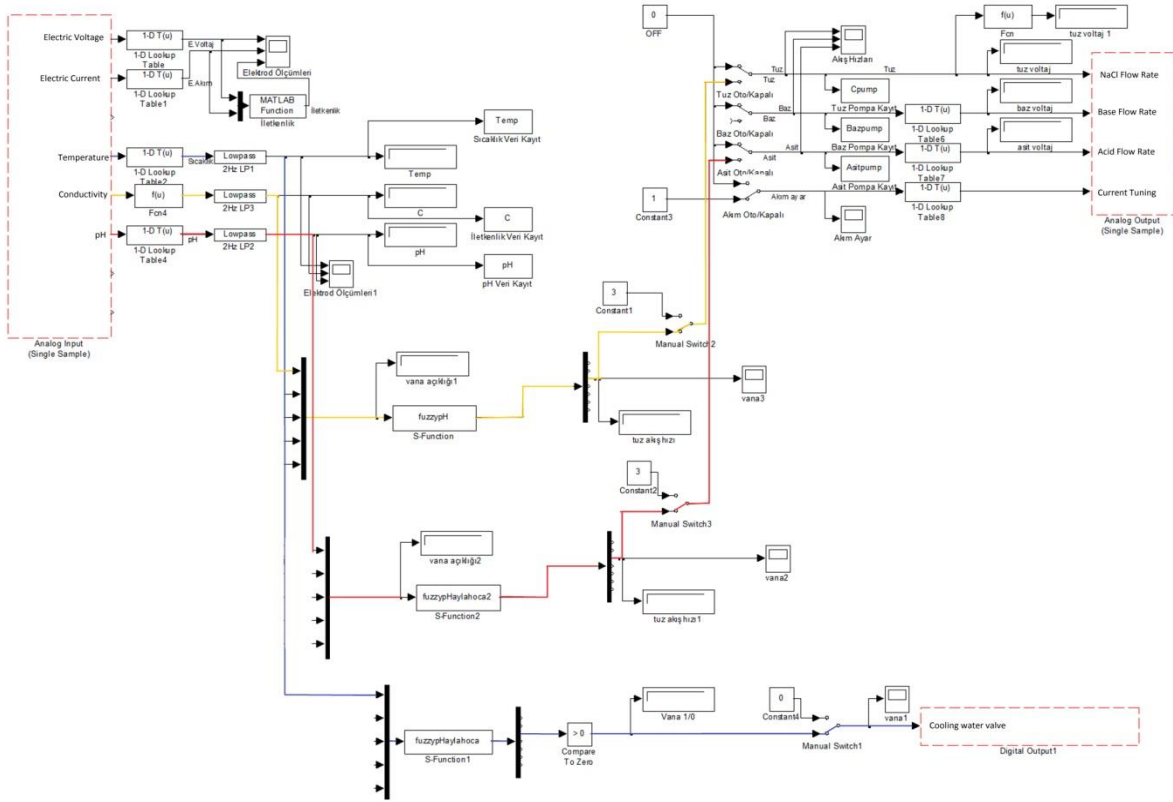 Electric Voltage
1-D T(u)
1-D Lookup
Table
E.Voltaj
Electric Current
1-D T(u)
1-D Lookup
Table1
E.Akım
Elektrod Ölçümleri
MATLAB
Function
İletkenlik
İletkenlik
Temperature
1-D T(u)
1-D Lookup
Table2
Sıcaklık
Lowpass
2Hz LP1
Temp
Temp
Sıcaklık Veri Kayıt
Conductivity
f(u)
Fcn4
Lowpass
2Hz LP3
C
C
İletkenlik Veri Kayıt
pH
1-D T(u)
1-D Lookup
Table4
pH
Lowpass
2Hz LP2
pH
pH
pH Veri Kayıt
Elektrod Ölçümleri1
Analog Input
(Single Sample)
0
OFF
Akış Hızları
f(u)
Fcn
tuz voltaj 1
Tuz
Tuz
Tuz
tuz voltaj
NaCl Flow Rate
Tuz Oto/Kapalı
Cpump
Tuz Pompa Kayıt
Baz
Baz
1-D T(u)
1-D Lookup
Table6
baz voltaj
Base Flow Rate
Baz Oto/Kapalı
Bazpump
Baz Pompa Kayıt
Asit
Asit
1-D T(u)
1-D Lookup
Table7
asit voltaj
Acid Flow Rate
Asit Oto/Kapalı
Asitpump
Asit Pompa Kayıt
1
Constant3
Akım Oto/Kapalı
Akım ayar
Akım Ayar
1-D T(u)
1-D Lookup
Table8
Current Tuning
Analog Output
(Single Sample)
3
Constant1
Manual Switch2
vana açıklığı1
fuzzypH
S-Function
vana3
tuz akış hızı
3
Constant2
Manual Switch3
vana açıklığı2
fuzzypHaylahoca2
S-Function2
vana2
tuz akış hızı1
fuzzypHaylahoca
S-Function1
> 0
Compare
To Zero
Vana 1/0
0
Constant4
Manual Switch1
vana1
Cooling water valve
Digital Output1